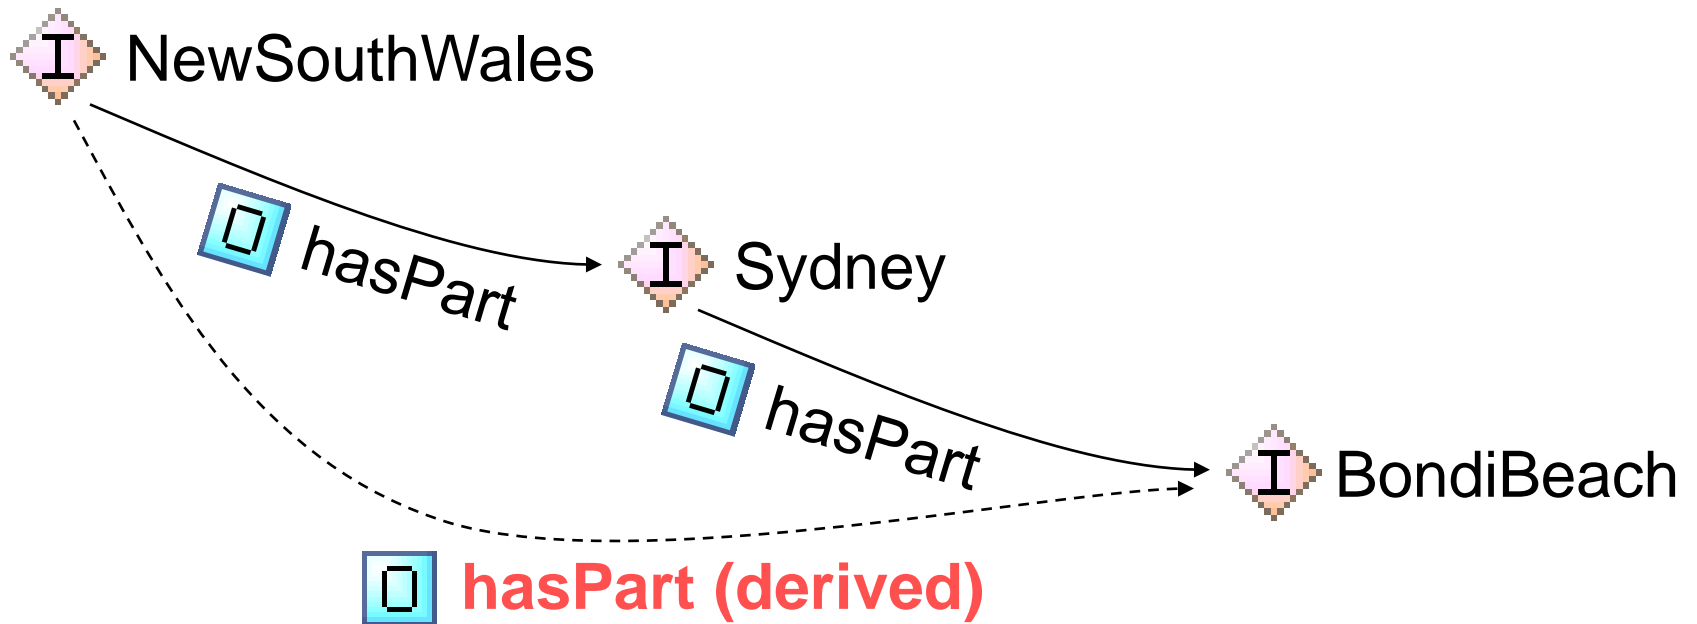 I NewSouthWales
O hasPart
I Sydney
O hasPart
I BondiBeach
O hasPart (derived)